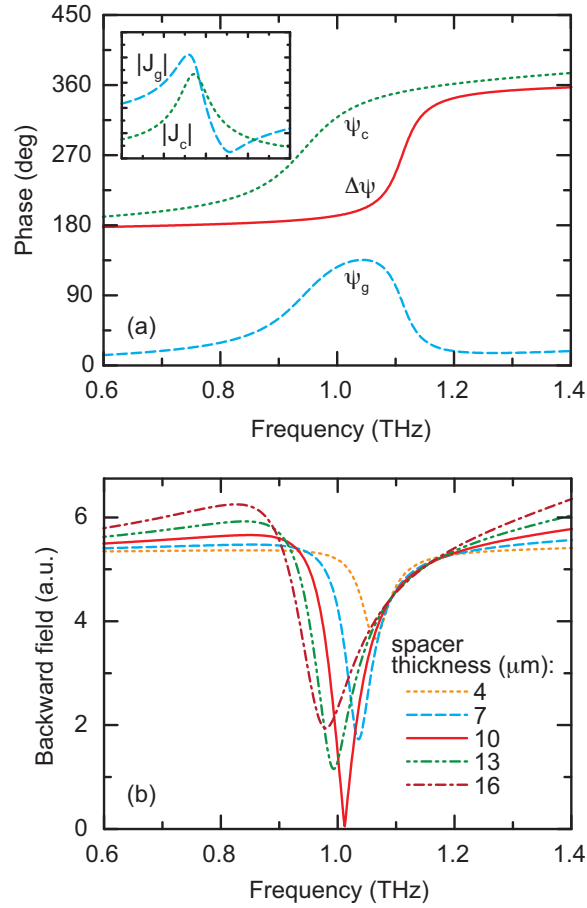 450
360
270
180
90
0
Phase (deg)
|J_g|
|J_c|
ψ_c
Δψ
ψ_g
(a)
0.6 0.8 1.0 1.2 1.4
Frequency (THz)
6
4
2
0
Backward field (a.u.)
spacer
thickness (μm):
4
7
10
13
16
(b)
0.6 0.8 1.0 1.2 1.4
Frequency (THz)